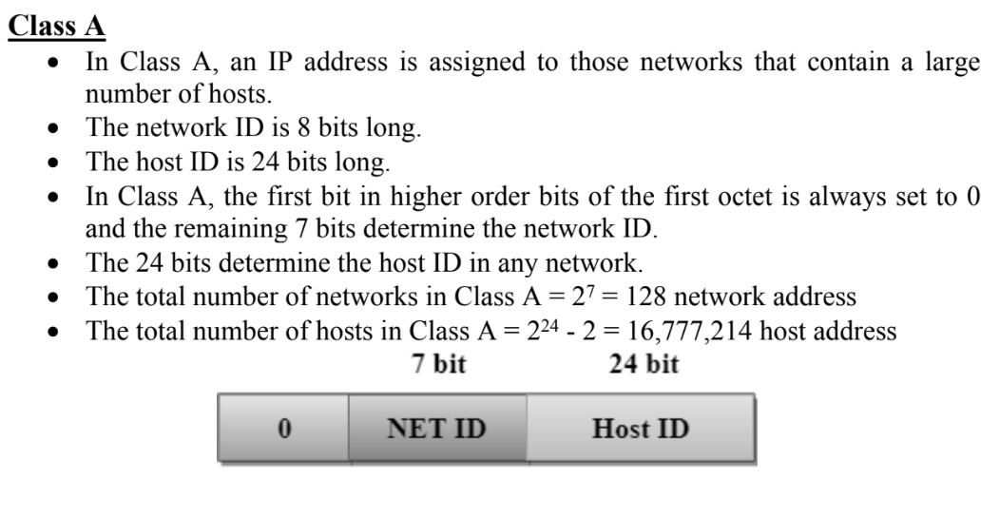 Class A
• In Class A, an IP address is assigned to those networks that contain a large
number of hosts.
• The network ID is 8 bits long.
• The host ID is 24 bits long.
• In Class A, the first bit in higher order bits of the first octet is always set to 0
and the remaining 7 bits determine the network ID.
• The 24 bits determine the host ID in any network.
• The total number of networks in Class A = 2⁷ = 128 network address
• The total number of hosts in Class A = 2²⁴ - 2 = 16,777,214 host address
7 bit 24 bit
0 NET ID Host ID